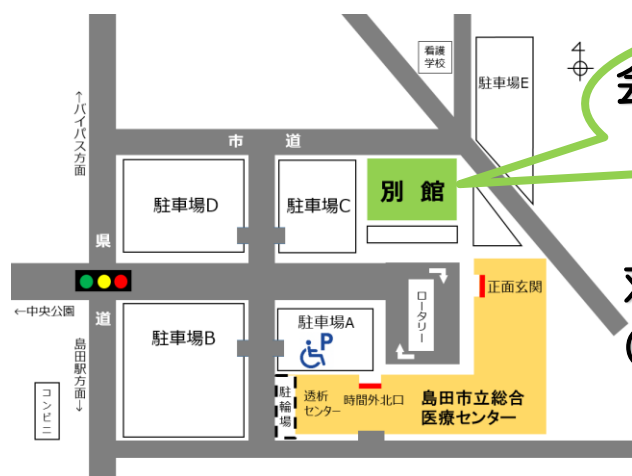 看護
学校
4
駐車場E
会
←バイパス方面
市 道
別 館
駐車場D
駐車場C
県
正面玄関
ロータリー
←中央公園
道
島田駅方面→
駐車場A
P
駐車場B
コンビニ
駐輪場
透析
センター
時間外北口
島田市立総合
医療センター
(